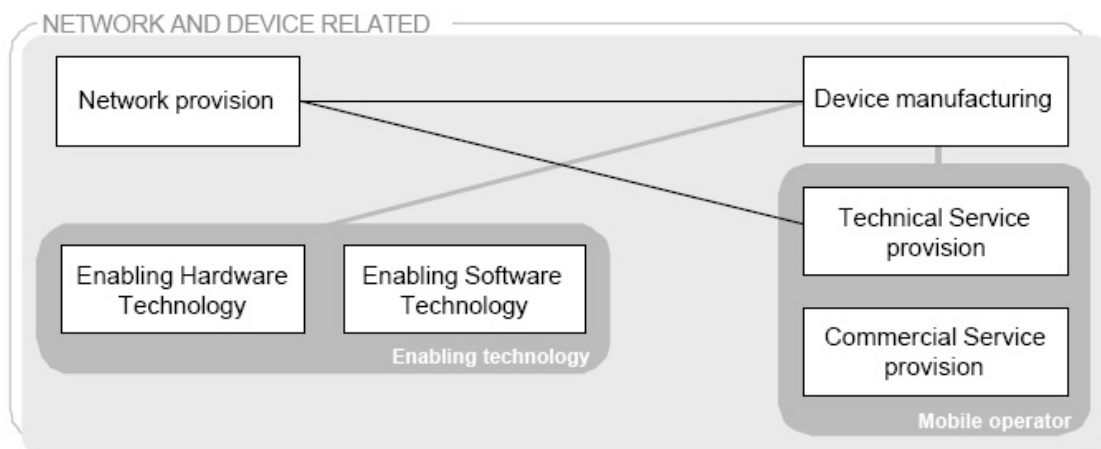 NETWORK AND DEVICE RELATED
Network provision
Device manufacturing
Technical Service
provision
Enabling Hardware
Technology
Enabling Software
Technology
Enabling technology
Commercial Service
provision
Mobile operator